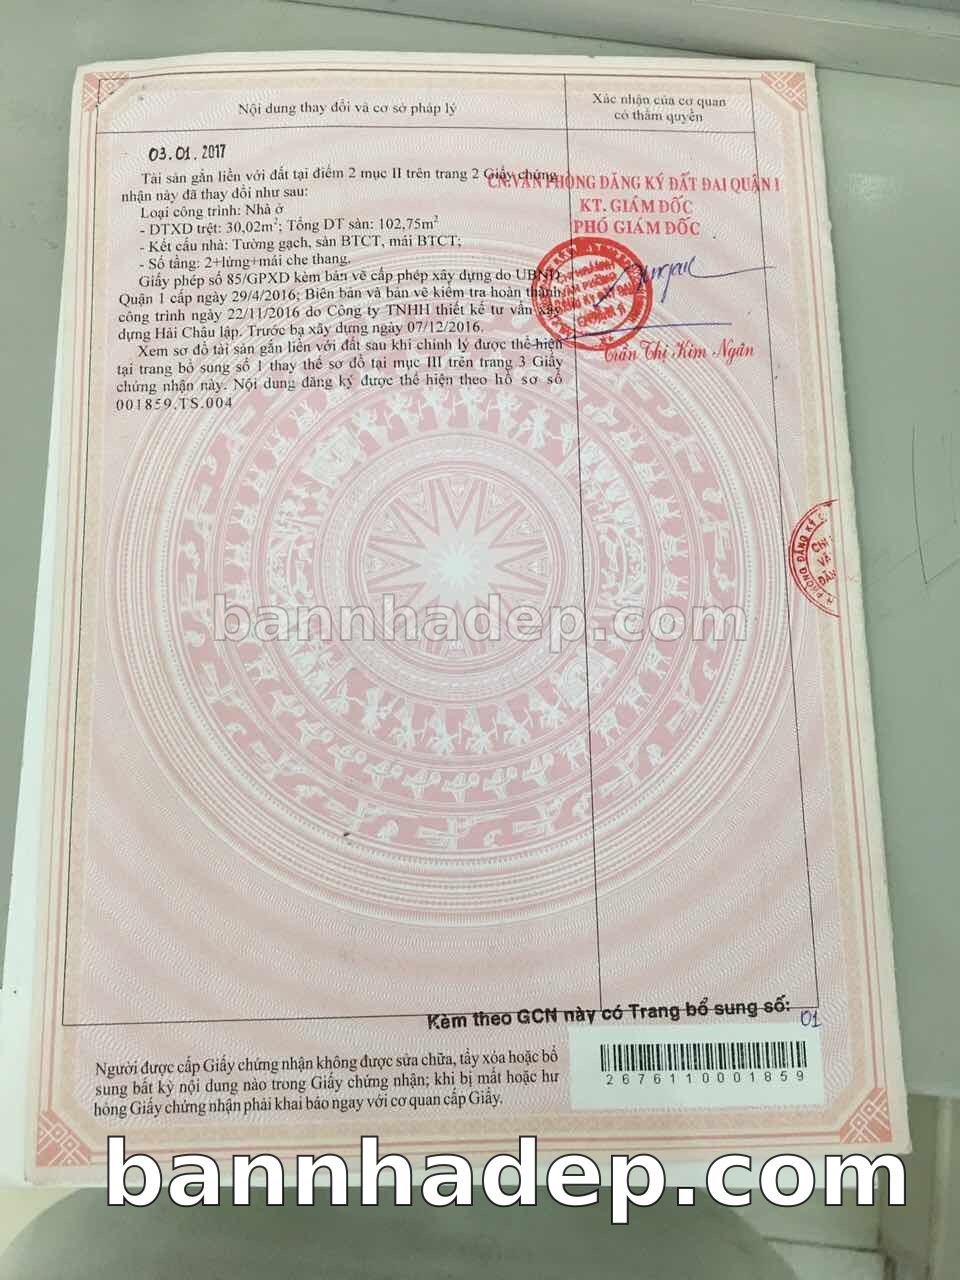 Nội dung thay đổi và cơ sở pháp lý
Xác nhận của cơ quan
có thẩm quyền
03.01.2017
Tài sản gắn liền với đất tại điểm 2 mục II trên trang 2 Giấy chứng
nhận này đã thay đổi như sau:
Loại công trình: Nhà ở
- DTXD trệt: 30,02m²; Tổng DT sàn: 102,75m²
- Kết cấu nhà: Tường gạch, sàn BTCT, mái BTCT;
- Số tầng: 2+lửng+mái che thang.
Giấy phép số 85/GPXD kèm bản vẽ cấp phép xây dựng do UBND
Quận 1 cấp ngày 29/4/2016; Biên bản và bản vẽ kiểm tra hoàn thành
công trình ngày 22/11/2016 do Công ty TNHH thiết kế tư vấn xây
dựng Hải Châu lập. Trước bạ xây dựng ngày 07/12/2016.
Xem sơ đồ tài sản gắn liền với đất sau khi chỉnh lý được thể hiện
tại trang bổ sung số 1 thay thế sơ đồ tại mục III trên trang 3 Giấy
chứng nhận này. Nội dung đăng ký được thể hiện theo hồ sơ số
001859.TS.004
CN.VĂN PHÒNG ĐĂNG KÝ ĐẤT ĐAI QUẬN 1
KT. GIÁM ĐỐC
PHÓ GIÁM ĐỐC
Trần Thị Kim Ngân
bannhadep.com
Kèm theo GCN này có Trang bổ sung số:
01
Người được cấp Giấy chứng nhận không được sửa chữa, tẩy xóa hoặc bổ
sung bất kỳ nội dung nào trong Giấy chứng nhận; khi bị mất hoặc hư
hỏng Giấy chứng nhận phải khai báo ngay với cơ quan cấp Giấy.
2676110001859
bannhadep.com